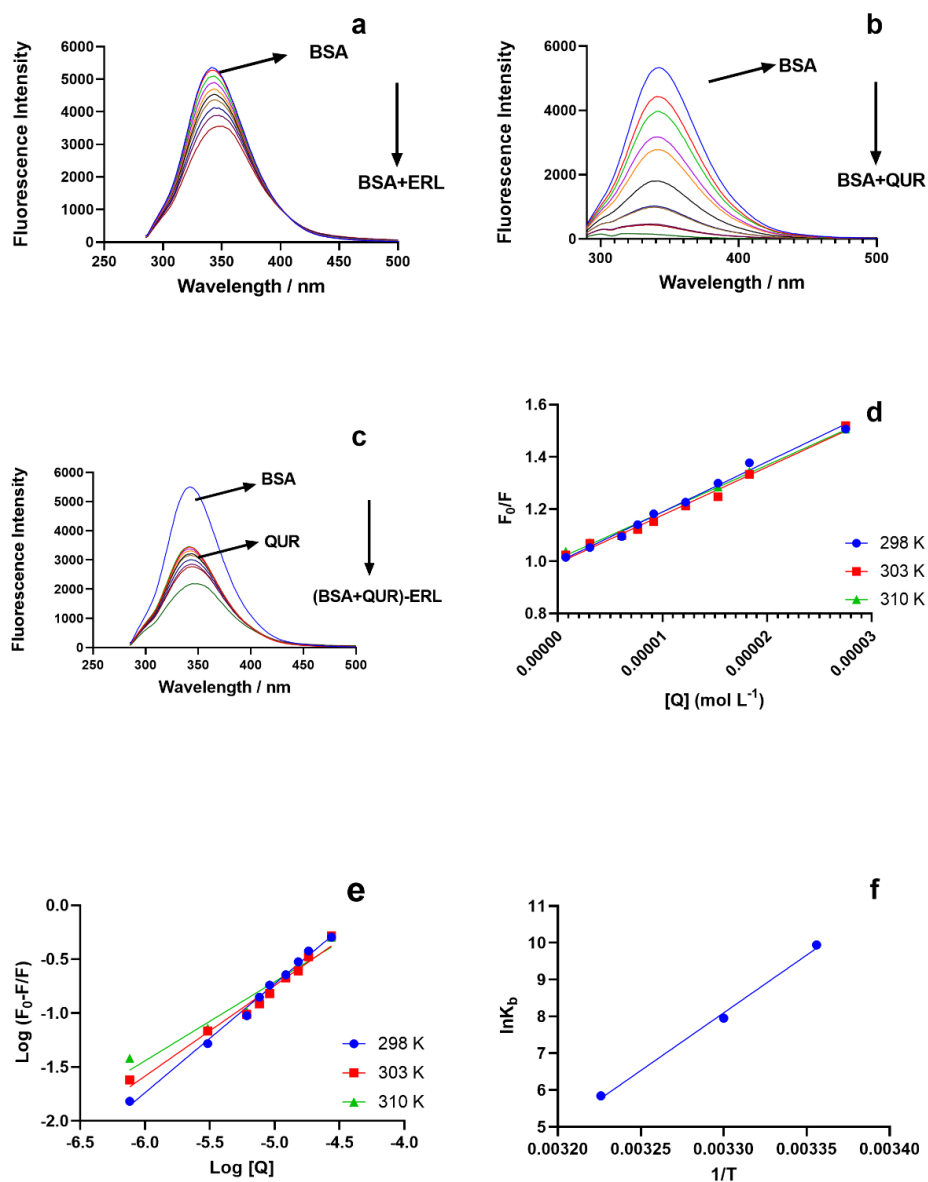 a
6000
5000
4000
3000
2000
1000
0
Fluorescence Intensity
BSA
BSA+ERL
250 300 350 400 450 500
Wavelength / nm
b
6000
4000
2000
0
Fluorescence Intensity
BSA
BSA+QUR
300 400 500
Wavelength / nm
c
6000
5000
4000
3000
2000
1000
0
Fluorescence Intensity
BSA
QUR
(BSA+QUR)-ERL
250 300 350 400 450 500
Wavelength / nm
d
1.6
1.4
1.2
1.0
0.8
F₀/F
298 K
303 K
310 K
0.00000 0.00001 0.00002 0.00003
[Q] (mol L⁻¹)
e
0.0
-0.5
-1.0
-1.5
-2.0
Log (F₀-F/F)
298 K
303 K
310 K
-6.5 -6.0 -5.5 -5.0 -4.5 -4.0
Log [Q]
f
11
10
9
8
7
6
5
lnK_b
0.00320 0.00325 0.00330 0.00335 0.00340
1/T